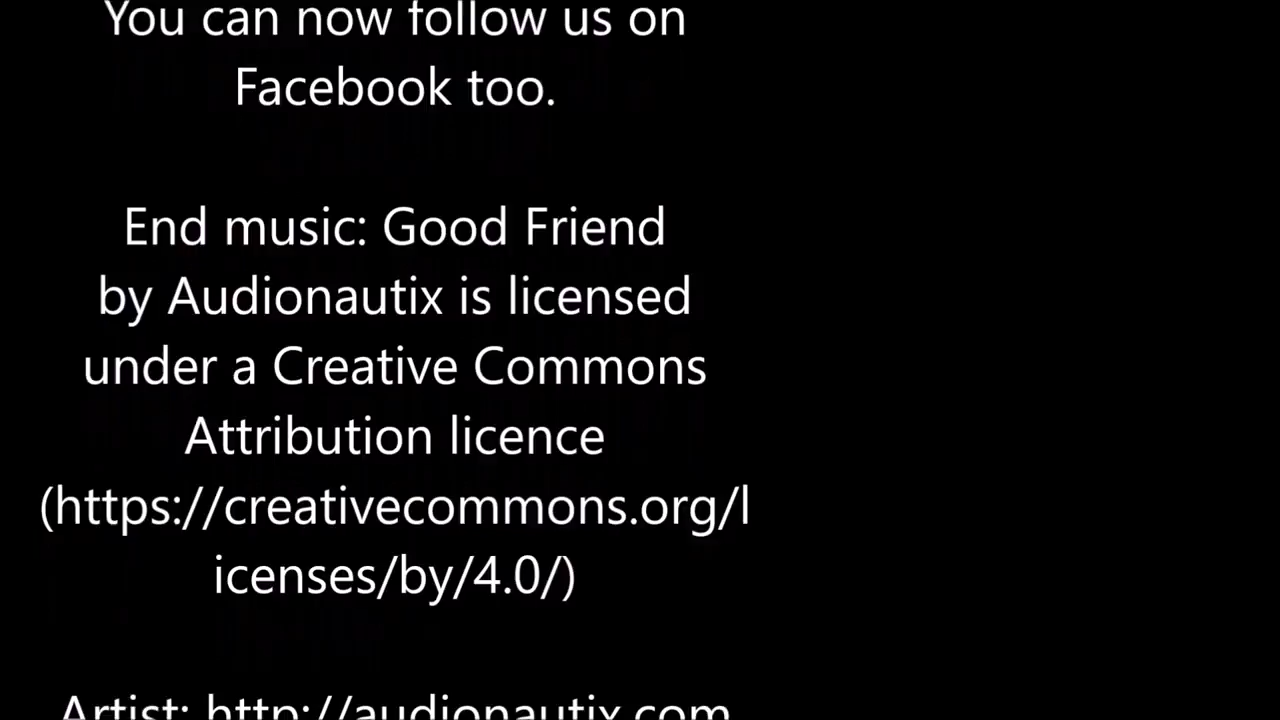 You can now follow us on
Facebook too.
End music: Good Friend
by Audionautix is licensed
under a Creative Commons
Attribution licence
(https://creativecommons.org/l
icenses/by/4.0/)
Artist: http://audionautix.com